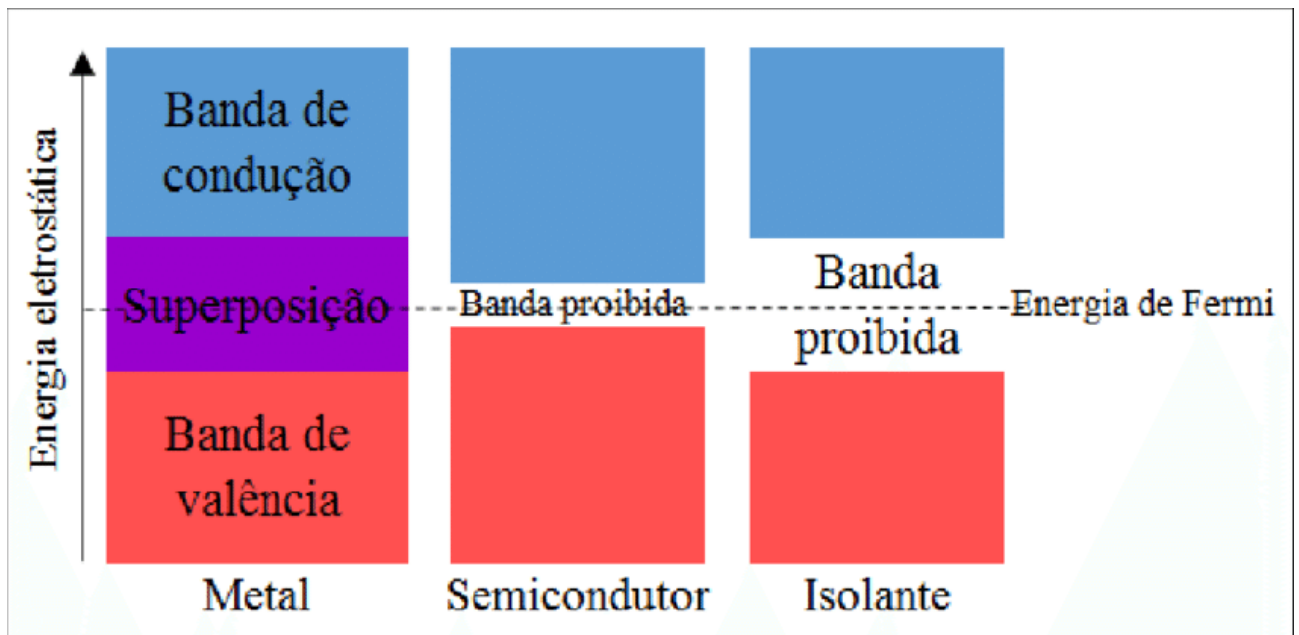 Energia eletrostática
Banda de
condução
Superposição
Banda de
valência
Metal
Banda proibida
Semicondutor
Banda
proibida
Isolante
Energia de Fermi